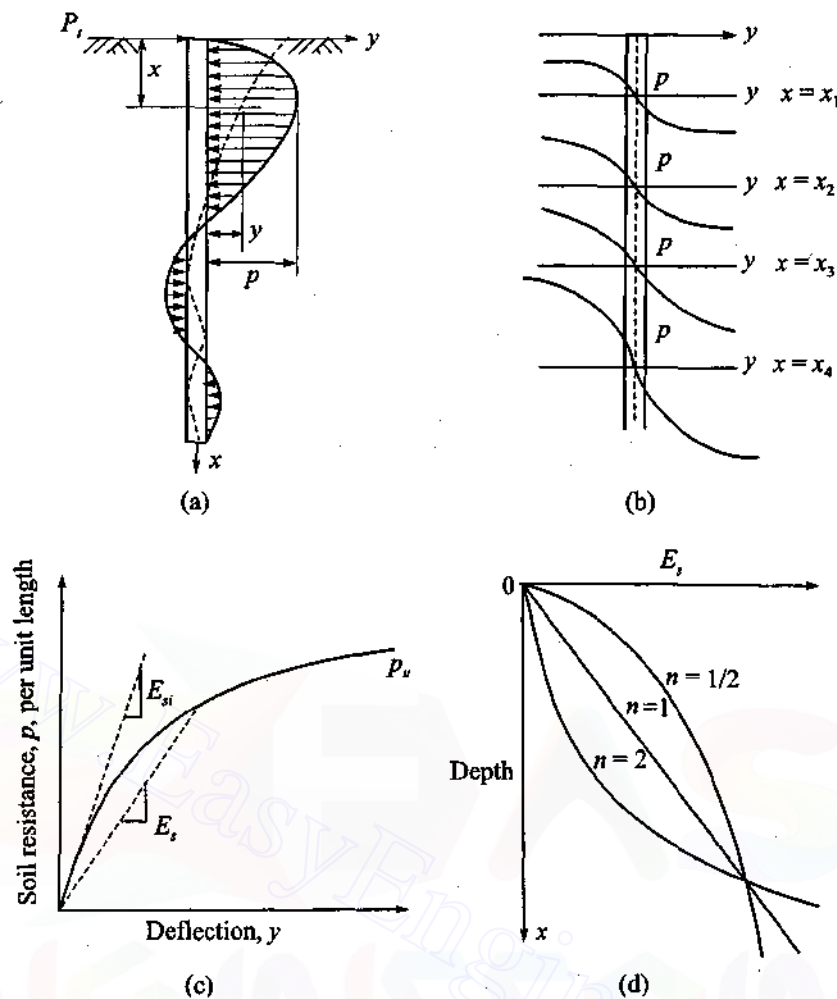 P_t
y
x
y
p
x
(a)
y
p
y x = x_1
p
y x = x_2
p
y x = x_3
p
y x = x_4
(b)
Soil resistance, p, per unit length
E_si
p_u
E_s
Deflection, y
(c)
E_s
0
n = 1/2
n=1
n = 2
Depth
x
(d)